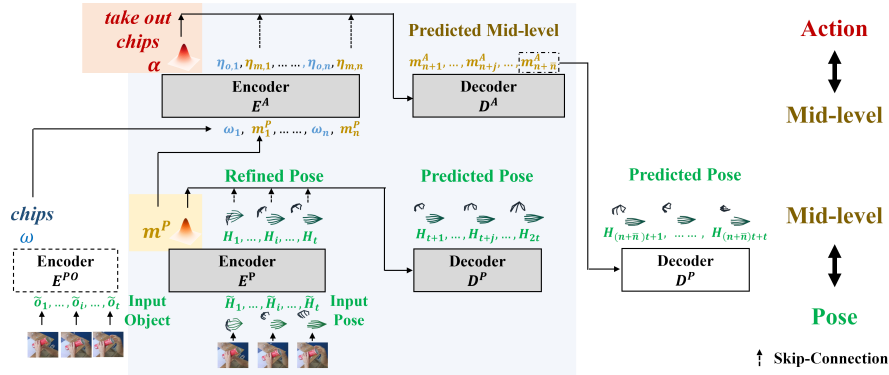 take out
chips
α
Predicted Mid-level
Action
η_{o,1}, η_{m,1}, ……, η_{o,n}, η_{m,n}
m^A_{n+1}, …, m^A_{n+j}, …, m^A_{n+n̄}
Encoder
E^A
Decoder
D^A
Mid-level
ω_1, m^P_1, ……, ω_n, m^P_n
Refined Pose
Predicted Pose
Predicted Pose
chips
ω
m^P
Mid-level
H_1, …, H_i, …, H_t
H_{t+1}, …, H_{t+j}, …, H_{2t}
H_{(n+n̄)t+1}, … …, H_{(n+n̄)t+t}
Encoder
E^{PO}
Encoder
E^P
Decoder
D^P
Decoder
D^P
õ_1, …, õ_i, …, õ_t
Input
Object
H̃_1, …, H̃_i, …, H̃_t
Input
Pose
Pose
Skip-Connection